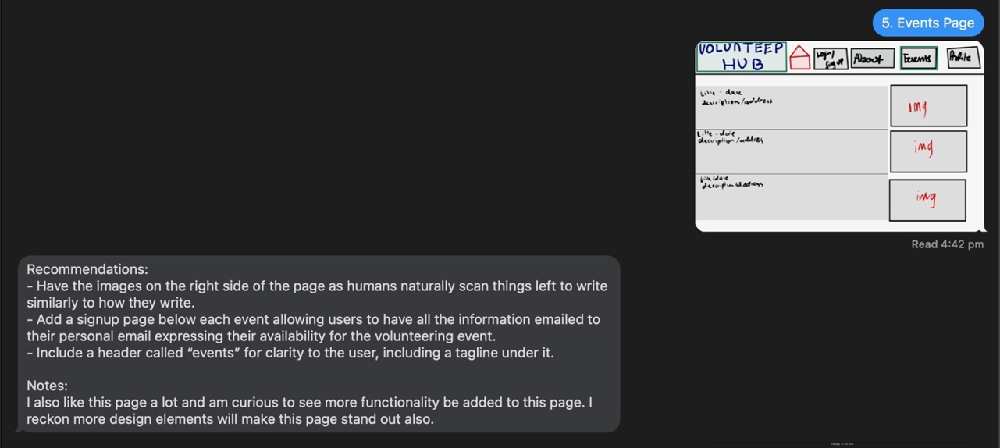 5. Events Page
VOLUNTEEP
HUB
Login/
Sign up
About
Events
Profile
title - date
description/address
img
title - date
description/address
img
title/date
description/address
img
Read 4:42 pm
Recommendations:
- Have the images on the right side of the page as humans naturally scan things left to write
similarly to how they write.
- Add a signup page below each event allowing users to have all the information emailed to
their personal email expressing their availability for the volunteering event.
- Include a header called “events” for clarity to the user, including a tagline under it.
Notes:
I also like this page a lot and am curious to see more functionality be added to this page. I
reckon more design elements will make this page stand out also.